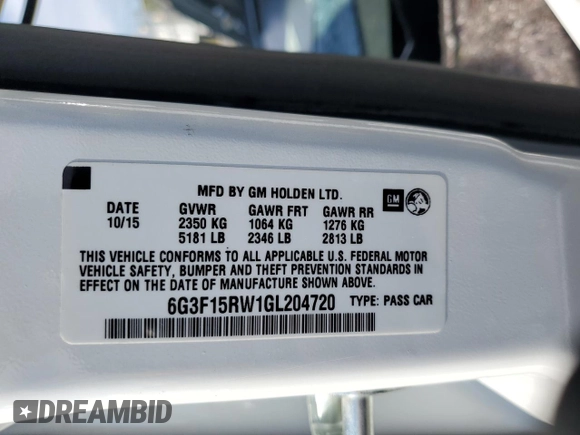 MFD BY GM HOLDEN LTD.
GM
DATE GVWR GAWR FRT GAWR RR
10/15 2350 KG 1064 KG 1276 KG
5181 LB 2346 LB 2813 LB
THIS VEHICLE CONFORMS TO ALL APPLICABLE U.S. FEDERAL MOTOR
VEHICLE SAFETY, BUMPER AND THEFT PREVENTION STANDARDS
IN EFFECT ON THE DATE OF MANUFACTURE SHOWN ABOVE.
6G3F15RW1GL204720 TYPE: PASS CAR
DREAMBID